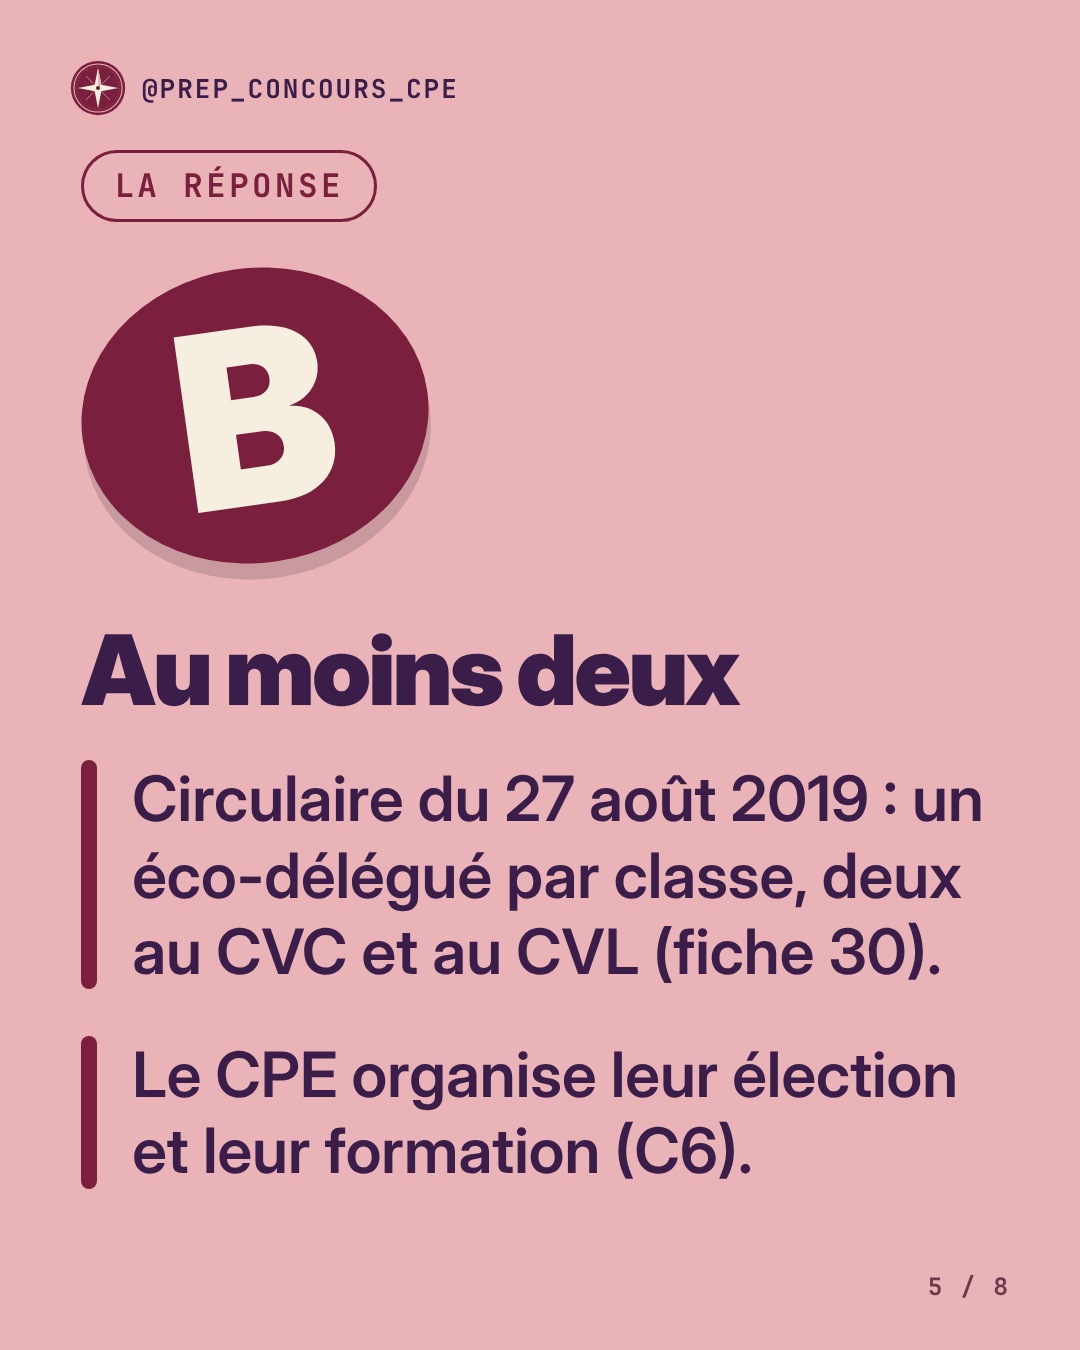 @PREP_CONCOURS_CPE
LA RÉPONSE
B
Au moins deux
Circulaire du 27 août 2019 : un
éco-délégué par classe, deux
au CVC et au CVL (fiche 30).
Le CPE organise leur élection
et leur formation (C6).
5 / 8